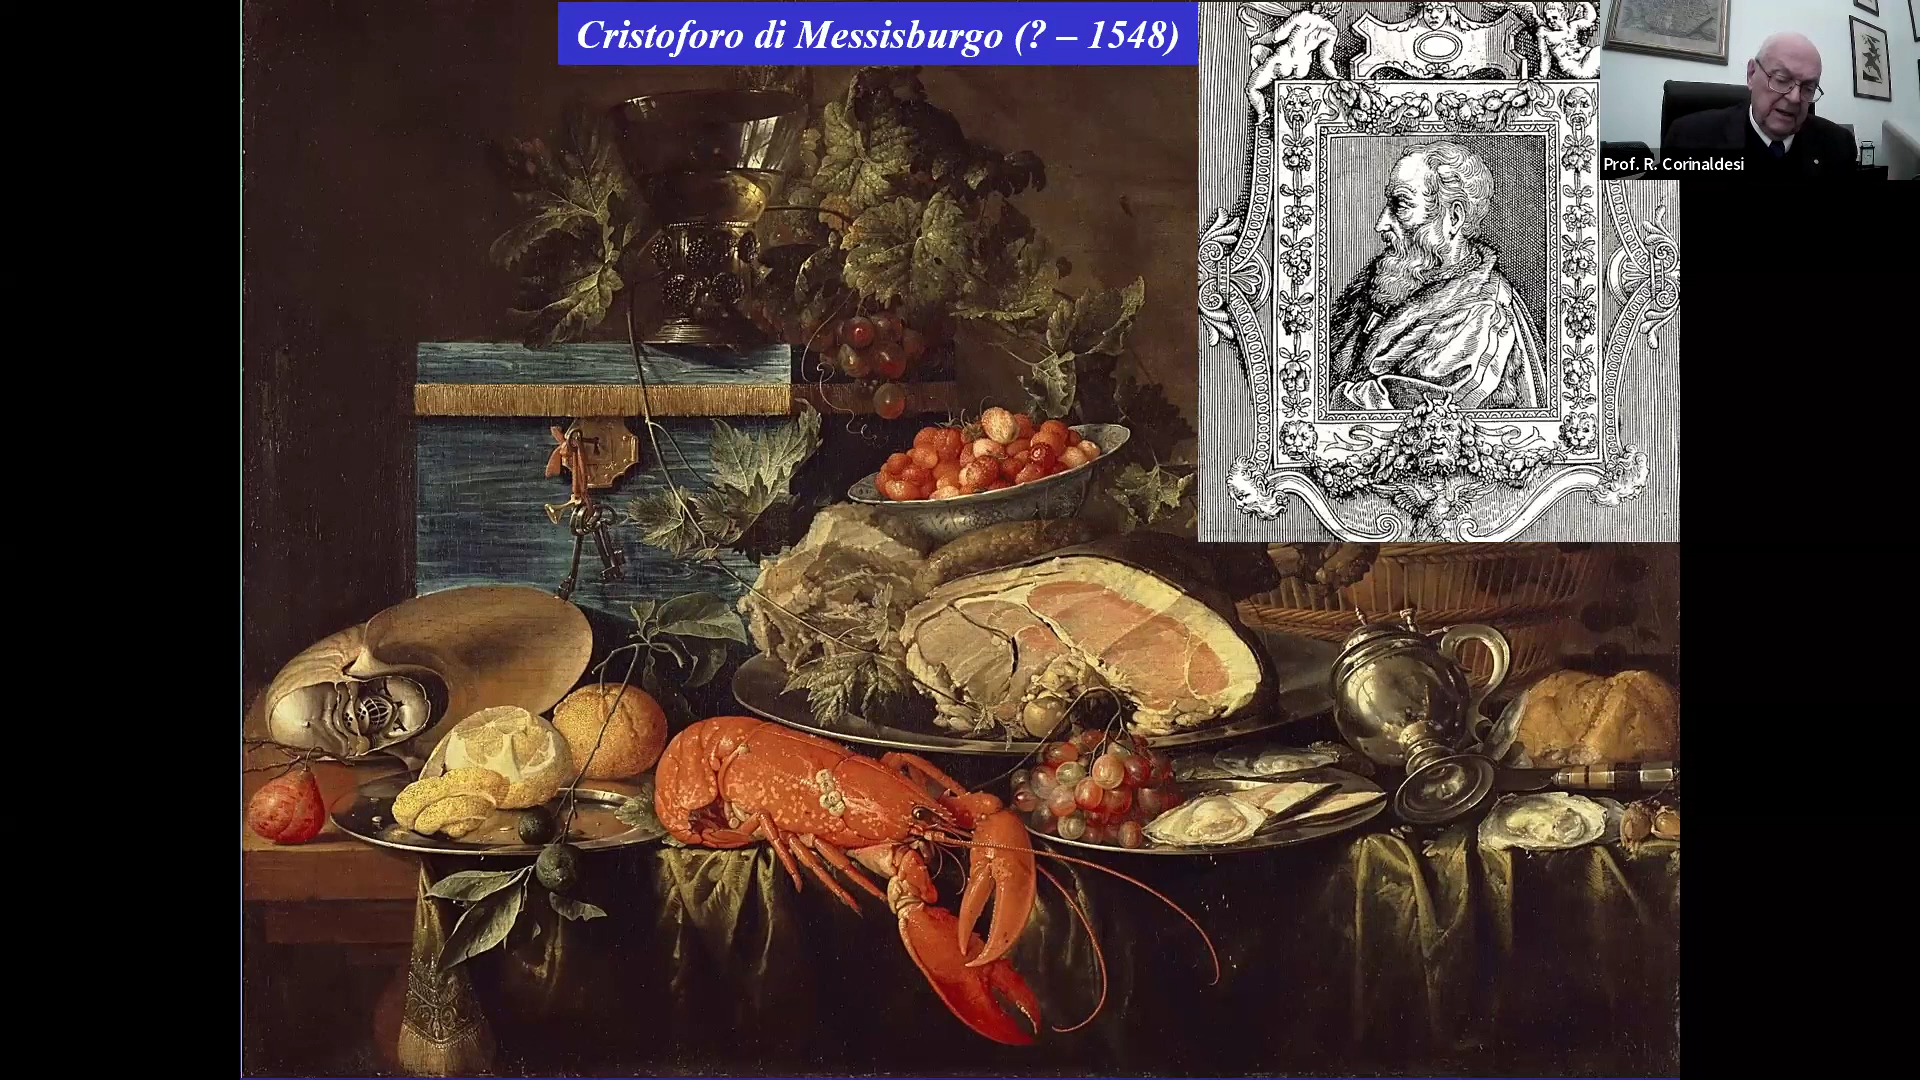 Cristoforo di Messisburgo (? – 1548)
Prof. R. Corinaldesi